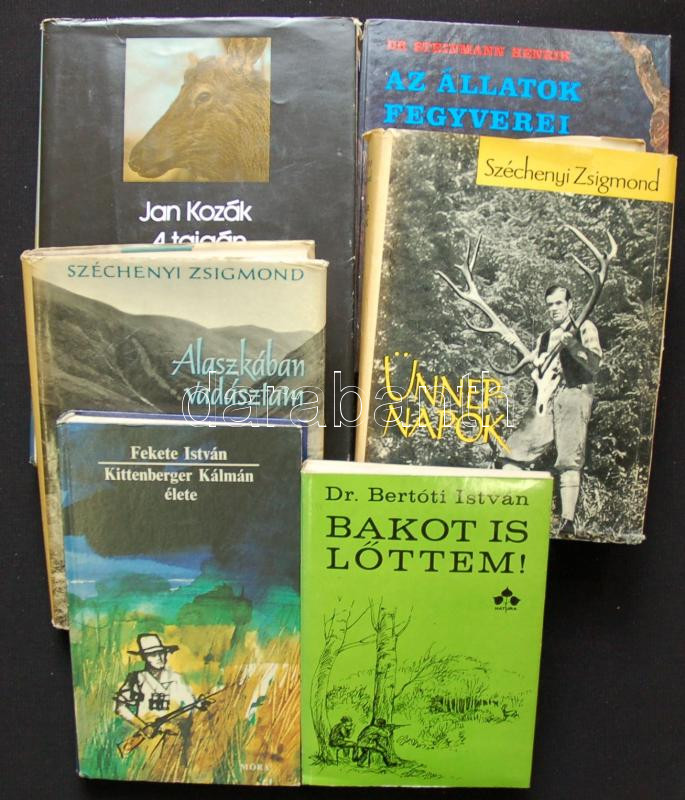 Jan Kozák
A tajgán
DR STEINMANN HENRIK
AZ ÁLLATOK
FEGYVEREI
Széchenyi Zsigmond
ÜNNEP
NAPOK
SZÉCHENYI ZSIGMOND
Alaszkában
vadásztam
darabanth
Fekete István
Kittenberger Kálmán
élete
MÓRA
Dr. Bertóti István
BAKOT IS
LŐTTEM!
NATURA